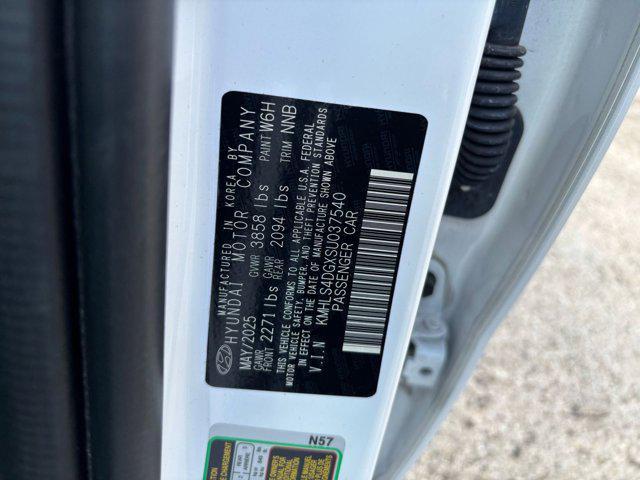 MANUFACTURED IN KOREA BY
HYUNDAI MOTOR COMPANY
MAY/2025 GVWR 3858 lbs PAINT W6H
GAWR FRONT 2271 lbs GAWR REAR 2094 lbs TRIM NNB
THIS VEHICLE CONFORMS TO ALL APPLICABLE U.S.A. FEDERAL
MOTOR VEHICLE SAFETY, BUMPER, AND THEFT PREVENTION STANDARDS
IN EFFECT ON THE DATE OF MANUFACTURE SHOWN ABOVE
V.I.N KMHLS4DGXSU037540
PASSENGER CAR
N57